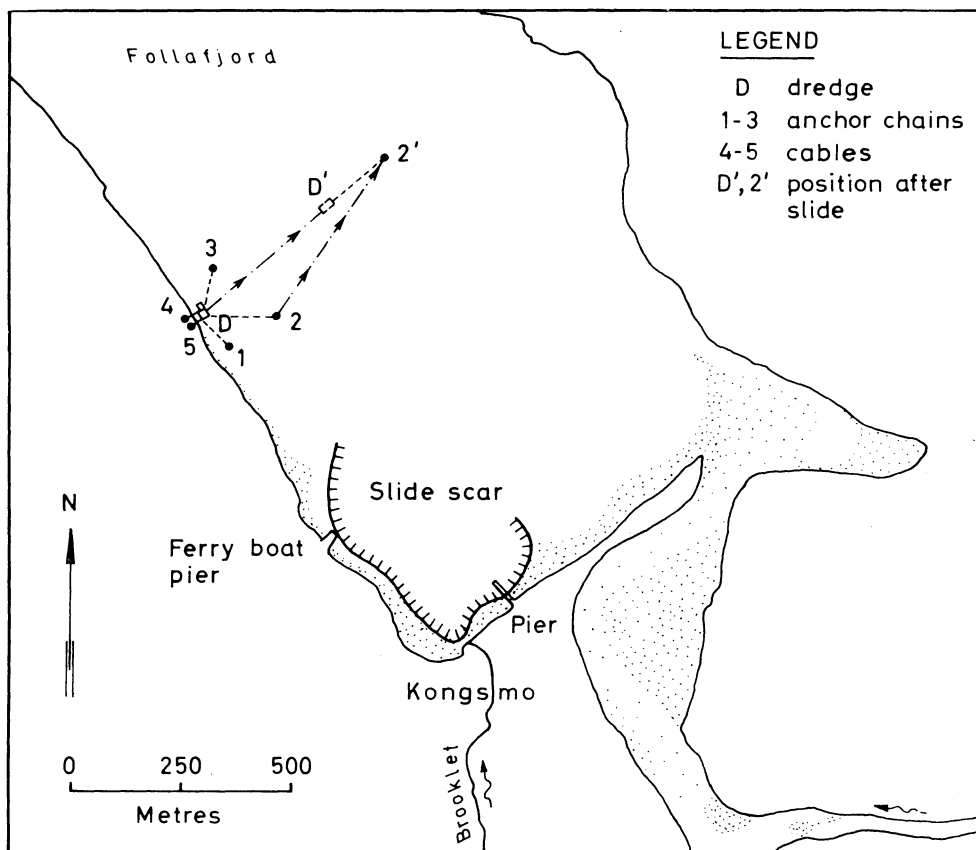 Follafjord
LEGEND
D dredge
1-3 anchor chains
4-5 cables
D',2' position after
slide
2'
D'
3
4
D
2
5
1
N
Slide scar
Ferry boat
pier
Pier
Kongsmo
Brooklet
0 250 500
Metres